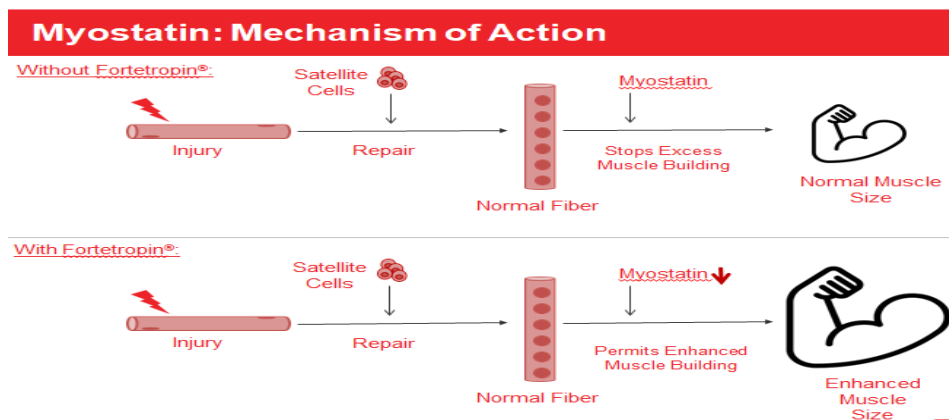 Myostatin: Mechanism of Action
Without Fortetropin®:
Satellite
Cells
Myostatin
Injury
Repair
Stops Excess
Muscle Building
Normal Fiber
Normal Muscle
Size
With Fortetropin®:
Satellite
Cells
Myostatin
Injury
Repair
Permits Enhanced
Muscle Building
Normal Fiber
Enhanced
Muscle
Size